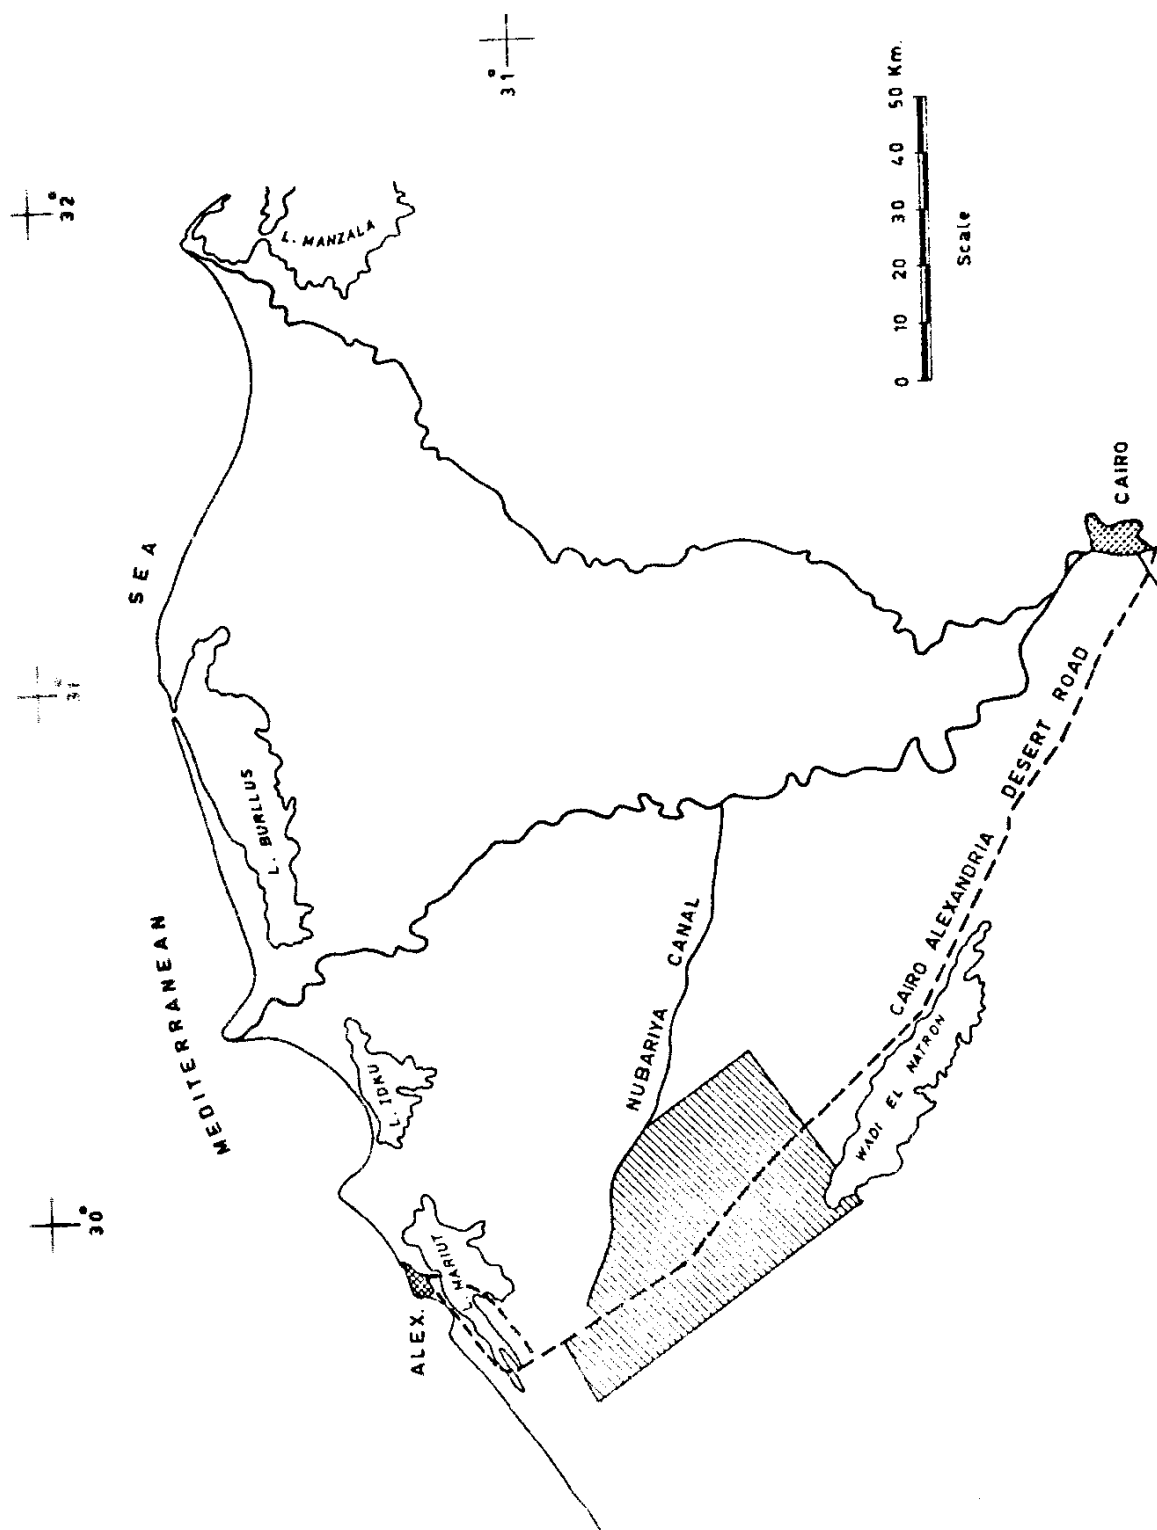 30°
31°
32°
31°
MEDITERRANEAN SEA
ALEX.
L. MARIUT
L. IDKU
L. BURLLUS
L. MANZALA
NUBARIYA CANAL
WADI EL NATRON
CAIRO ALEXANDRIA DESERT ROAD
CAIRO
0 10 20 30 40 50 Km.
Scale